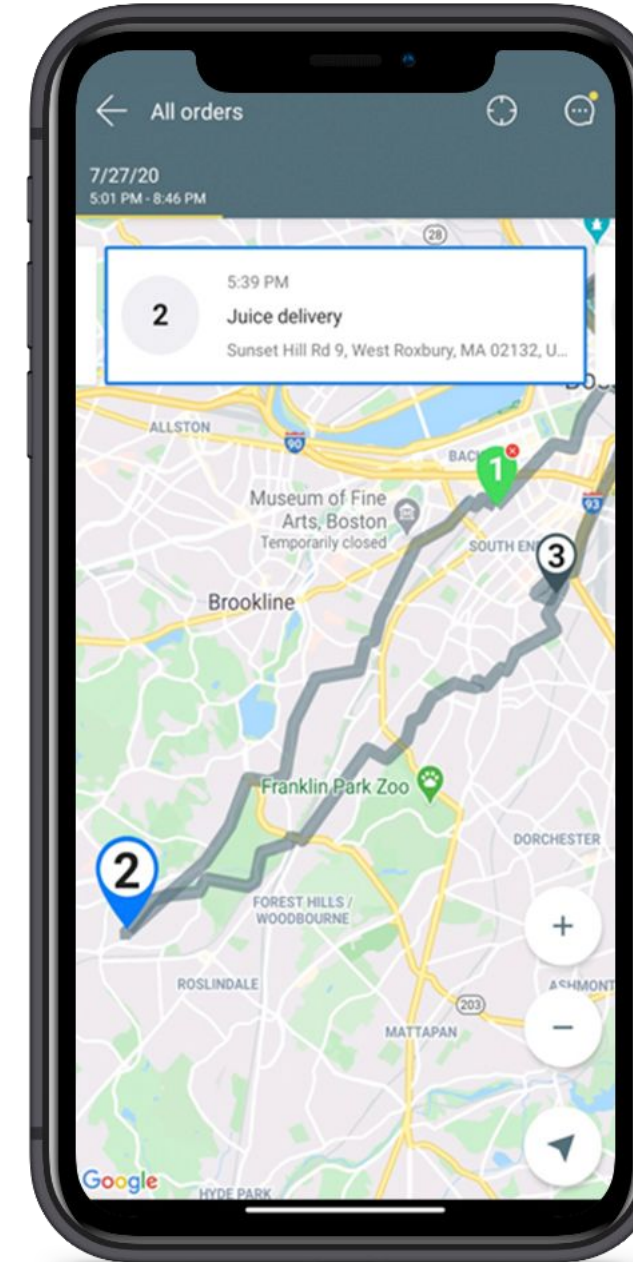 All orders
7/27/20
5:01 PM - 8:46 PM
28
5:39 PM
2
Juice delivery
Sunset Hill Rd 9, West Roxbury, MA 02132, U...
ALLSTON
90
1
Museum of Fine
Arts, Boston
Temporarily closed
93
SOUTH
3
Brookline
Franklin Park Zoo
2
DORCHESTER
FOREST HILLS /
WOODBOURNE
+
ROSLINDALE
ASHMONT
203
MATTAPAN
−
Google
HYDE PARK